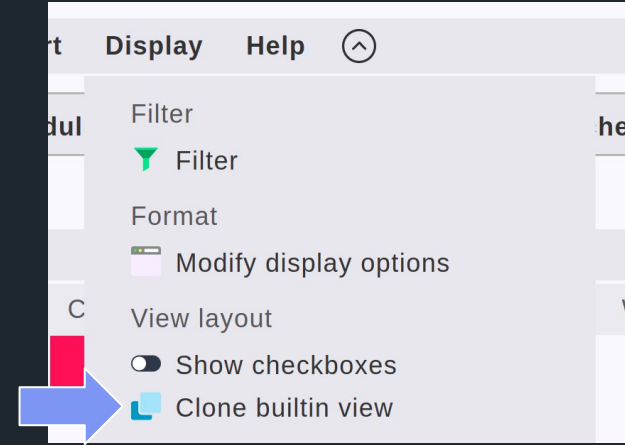 rt Display Help
Filter
dul
he
Filter
Format
Modify display options
C
View layout
Show checkboxes
Clone builtin view